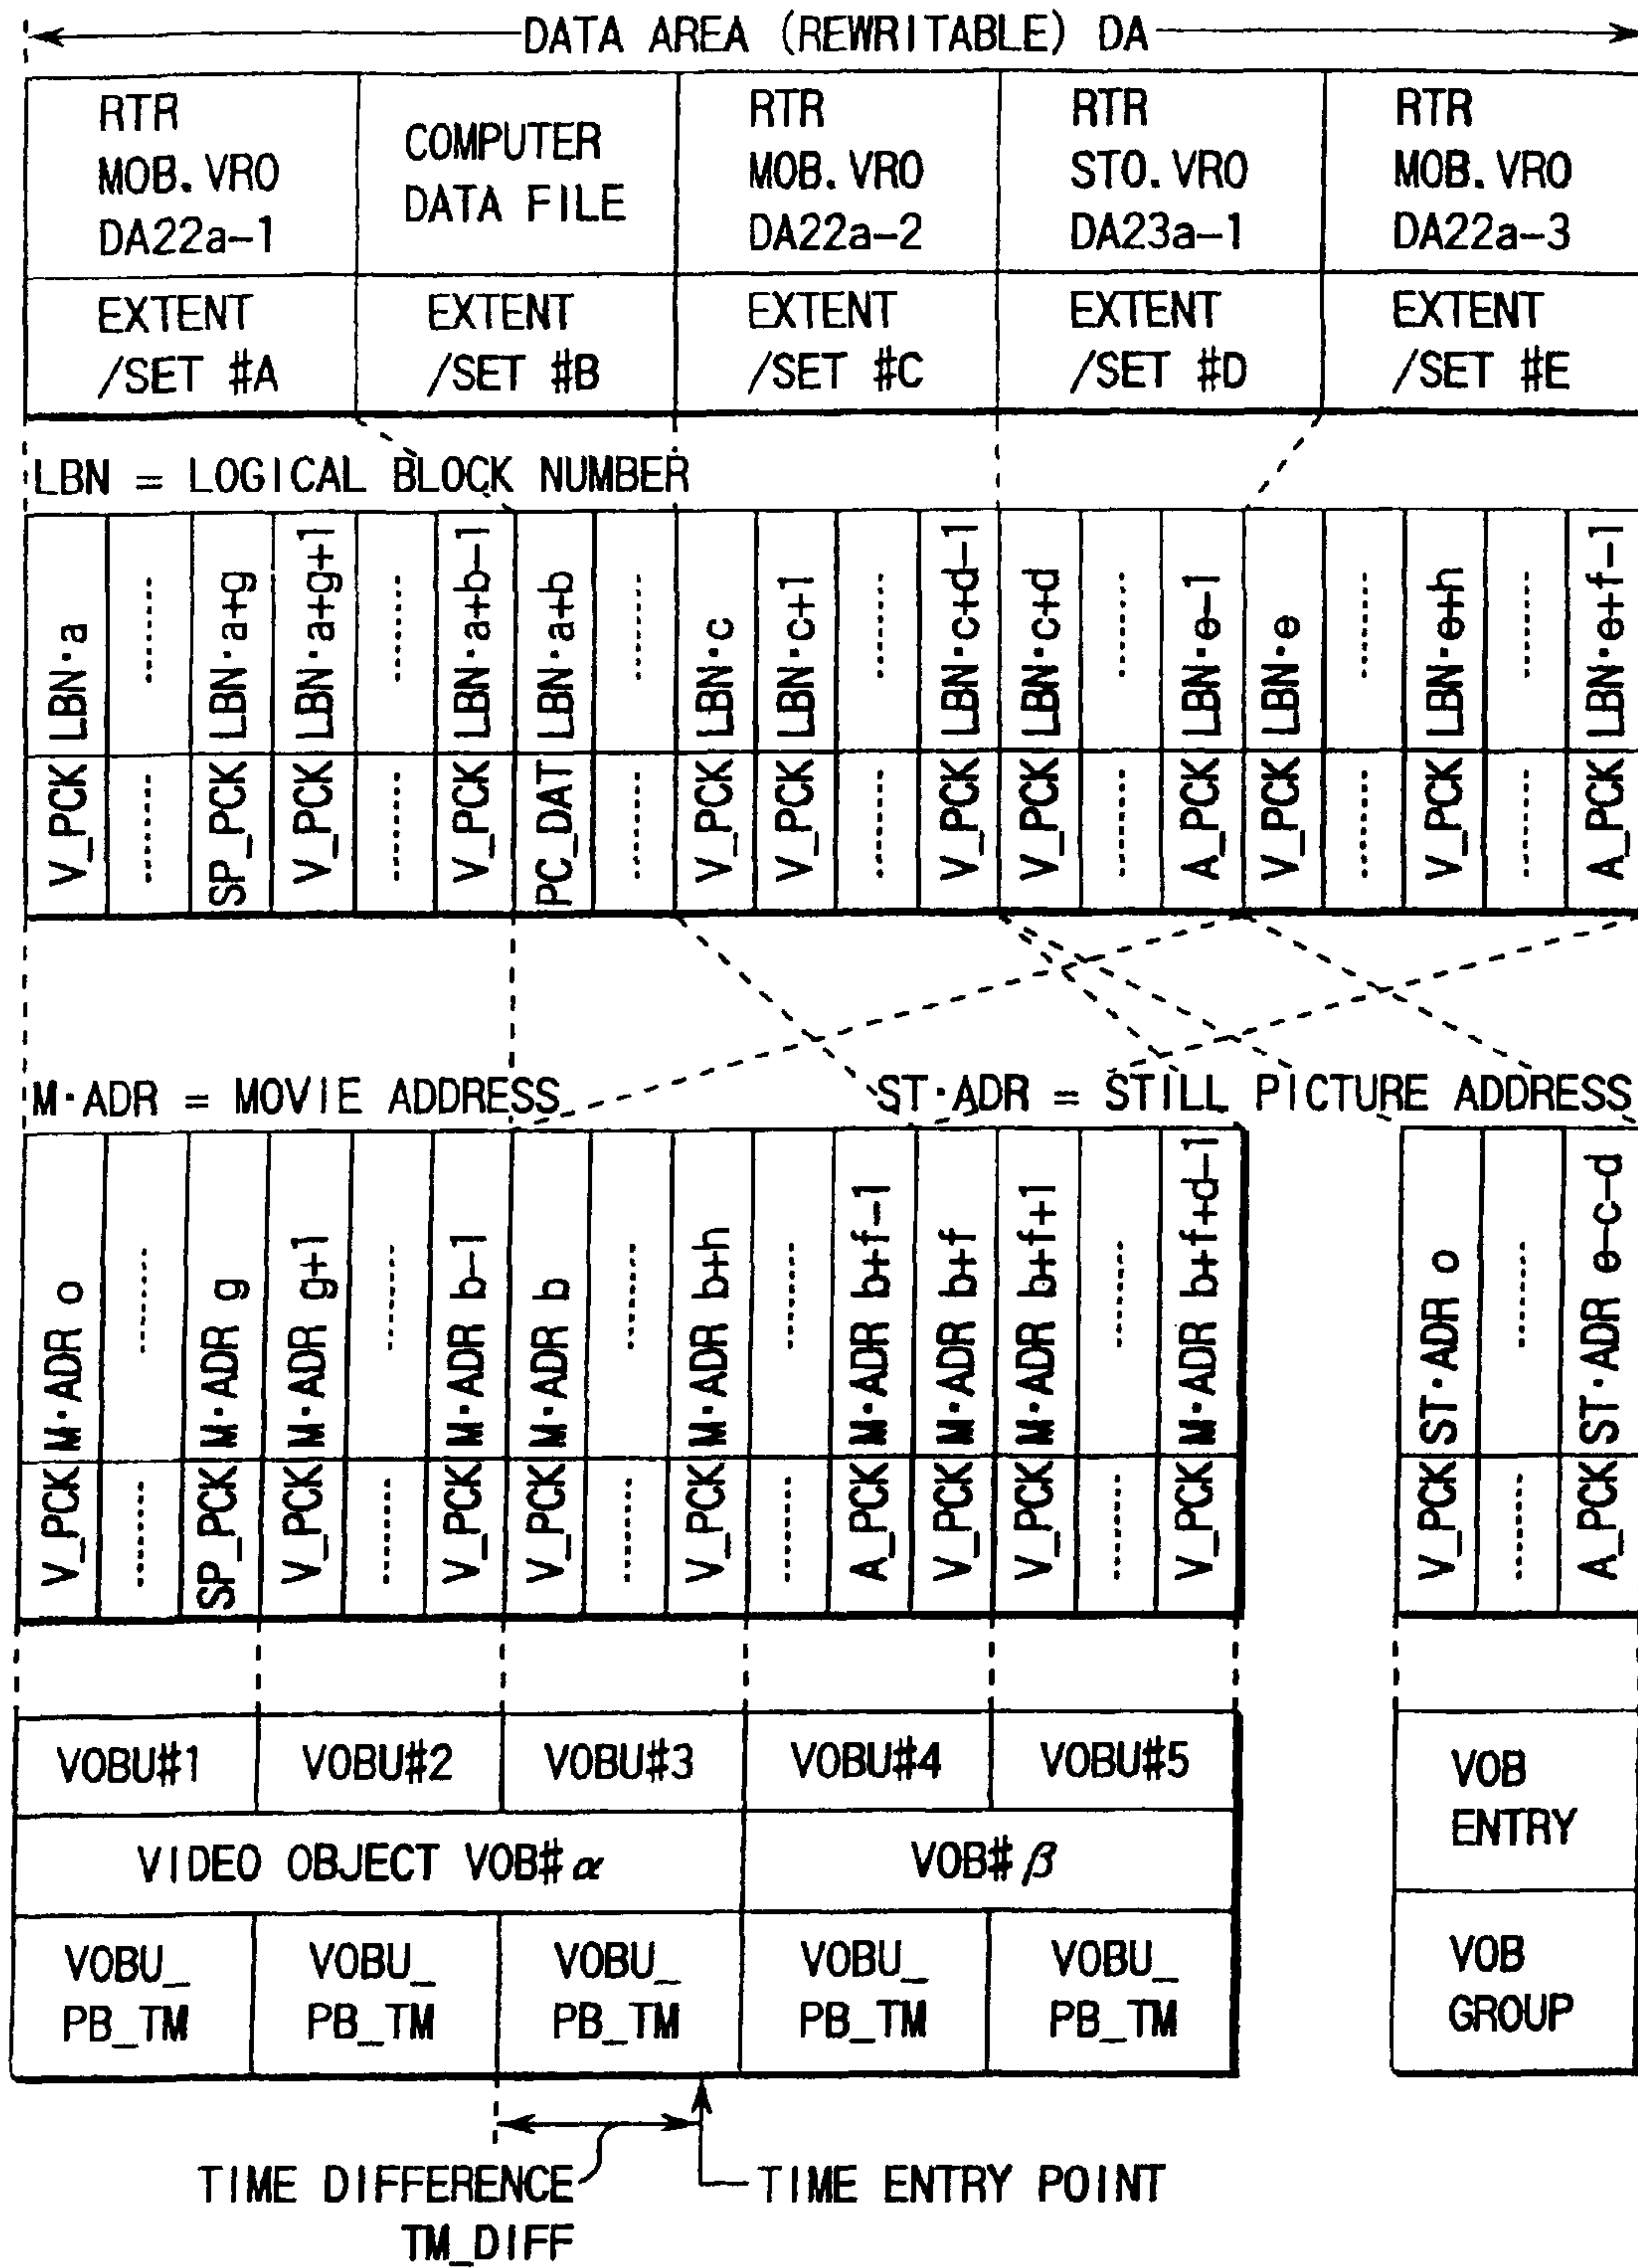 DATA AREA (REWRITABLE) DA
RTR MOB.VRO DA22a-1
COMPUTER DATA FILE
RTR MOB.VRO DA22a-2
RTR STO.VRO DA23a-1
RTR MOB.VRO DA22a-3
EXTENT /SET #A
EXTENT /SET #B
EXTENT /SET #C
EXTENT /SET #D
EXTENT /SET #E
LBN = LOGICAL BLOCK NUMBER
LBN·a
LBN·a+g
LBN·a+g+1
LBN·a+b-1
LBN·a+b
LBN·c
LBN·c+1
LBN·c+d-1
LBN·c+d
LBN·e-1
LBN·e
LBN·e+h
LBN·e+f-1
V_PCK
SP_PCK
V_PCK
V_PCK
PC_DAT
V_PCK
V_PCK
V_PCK
V_PCK
A_PCK
V_PCK
V_PCK
A_PCK
M·ADR = MOVIE ADDRESS
ST·ADR = STILL PICTURE ADDRESS
M·ADR o
M·ADR g
M·ADR g+1
M·ADR b-1
M·ADR b
M·ADR b+h
M·ADR b+f-1
M·ADR b+f
M·ADR b+f+1
M·ADR b+f+d-1
ST·ADR o
ST·ADR e-c-d
V_PCK
SP_PCK
V_PCK
V_PCK
V_PCK
V_PCK
A_PCK
V_PCK
V_PCK
V_PCK
V_PCK
A_PCK
VOBU#1
VOBU#2
VOBU#3
VOBU#4
VOBU#5
VOB ENTRY
VIDEO OBJECT VOB#α
VOB#β
VOBU_ PB_TM
VOBU_ PB_TM
VOBU_ PB_TM
VOBU_ PB_TM
VOBU_ PB_TM
VOB GROUP
TIME DIFFERENCE TM_DIFF
TIME ENTRY POINT